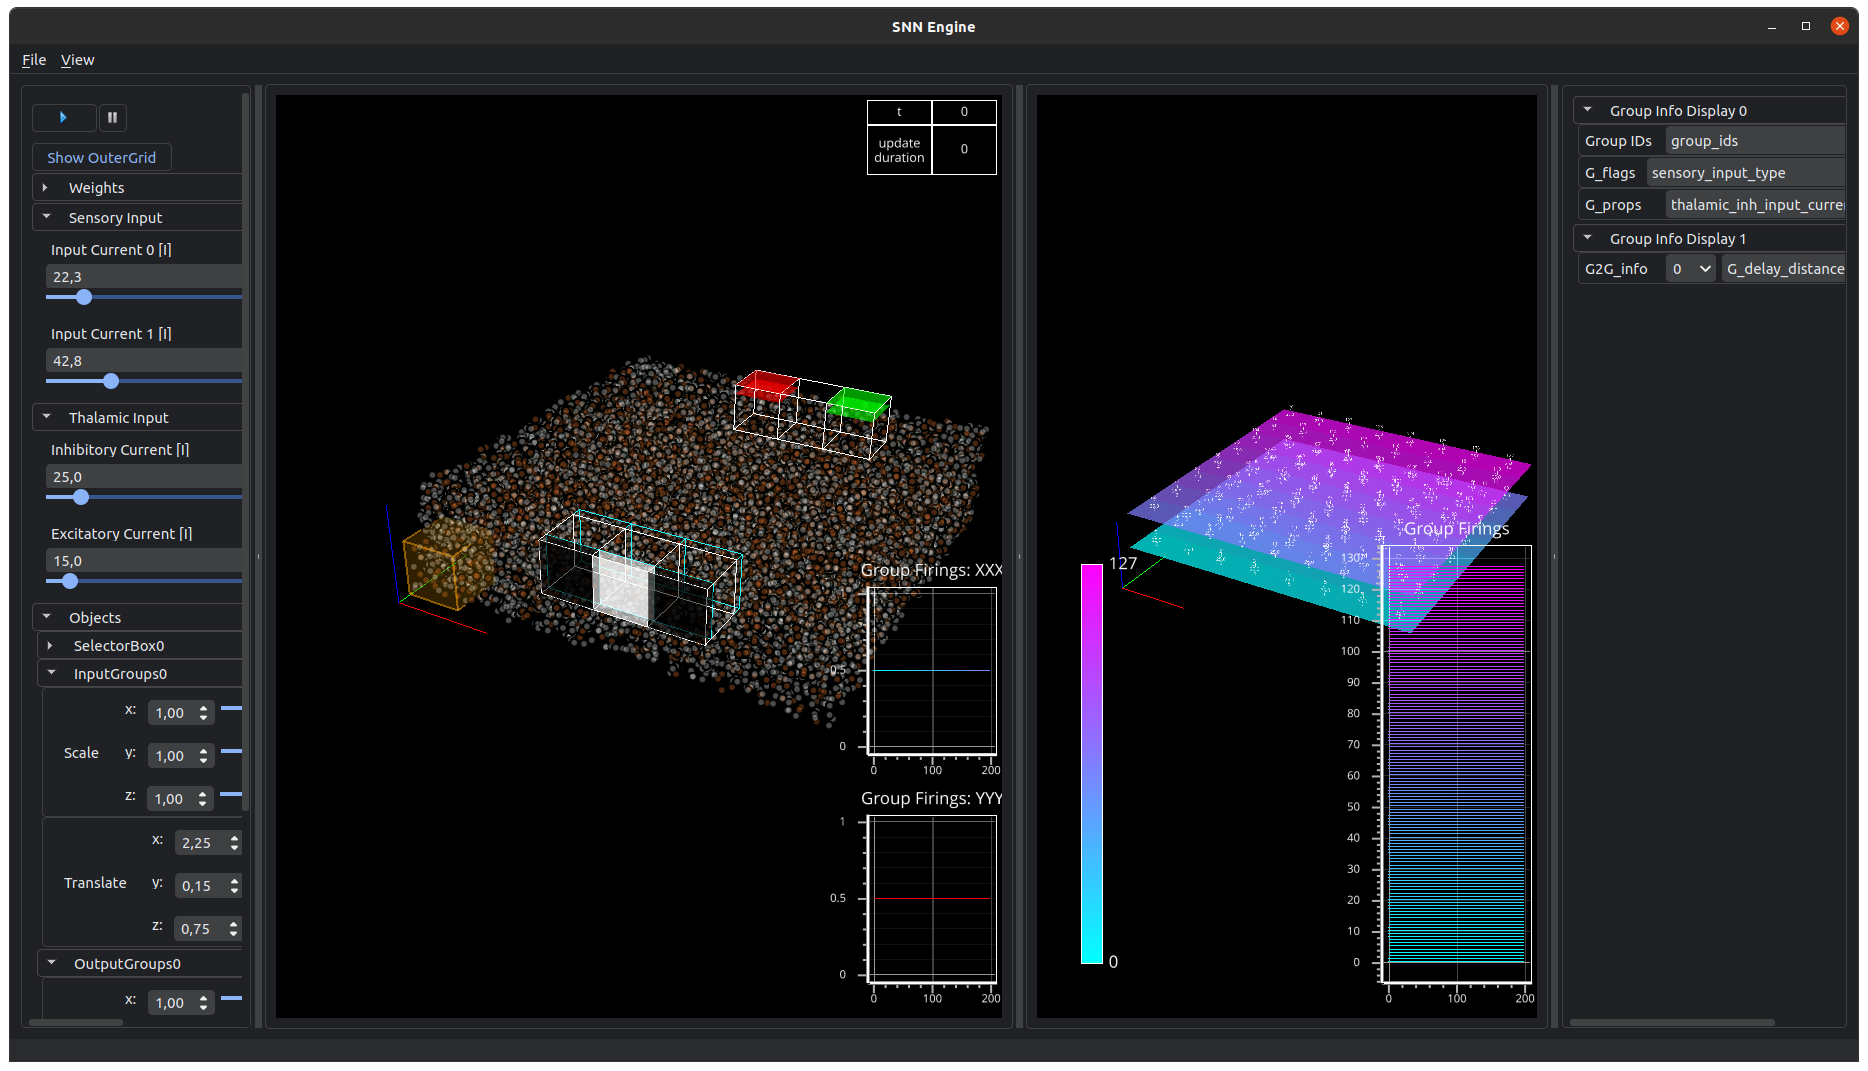 SNN Engine
File View
Show OuterGrid
Weights
Sensory Input
Input Current 0 [I]
22,3
Input Current 1 [I]
42,8
Thalamic Input
Inhibitory Current [I]
25,0
Excitatory Current [I]
15,0
Objects
SelectorBox0
InputGroups0
x: 1,00
Scale y: 1,00
z: 1,00
x: 2,25
Translate y: 0,15
z: 0,75
OutputGroups0
x: 1,00
t 0
update duration 0
Group Firings: XXX
0.5
0
0 100 200
Group Firings: YYY
1
0.5
0
0 100 200
127
0
Group Firings
130
120
110
100
90
80
70
60
50
40
30
20
10
0
0 100 200
Group Info Display 0
Group IDs group_ids
G_flags sensory_input_type
G_props thalamic_inh_input_curre
Group Info Display 1
G2G_info 0 G_delay_distance